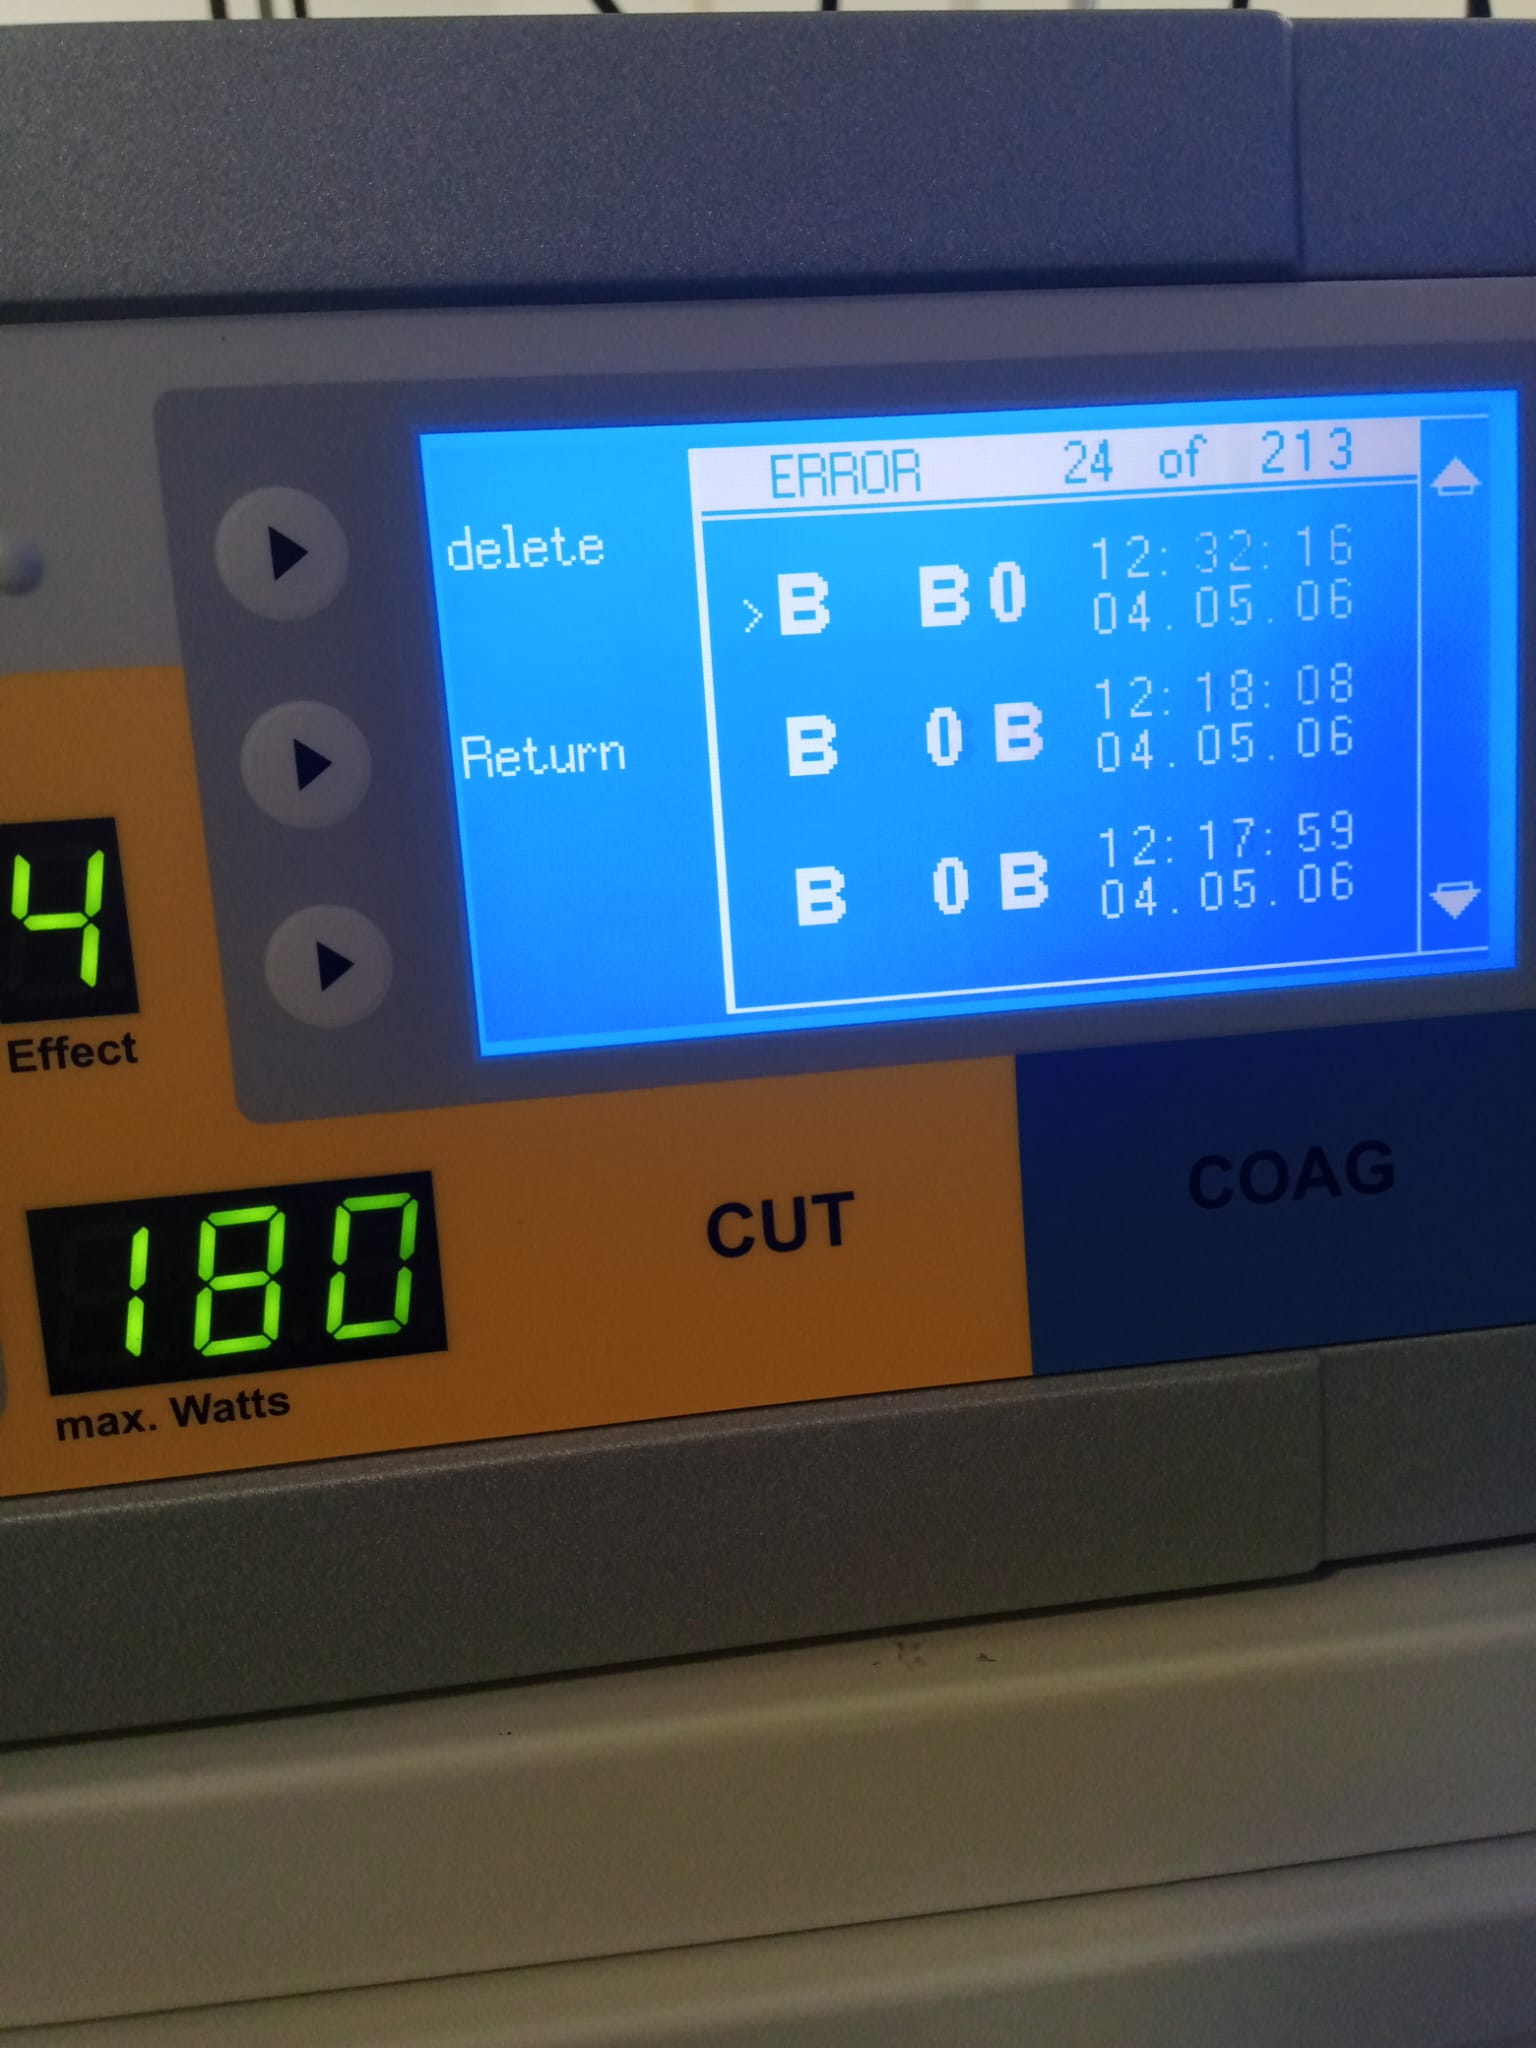 ERROR 24 of 213
delete
>B B0 12:32:16
04.05.06
Return
B 0B 12:18:08
04.05.06
B 0B 12:17:59
04.05.06
4
Effect
180
max. Watts
CUT
COAG